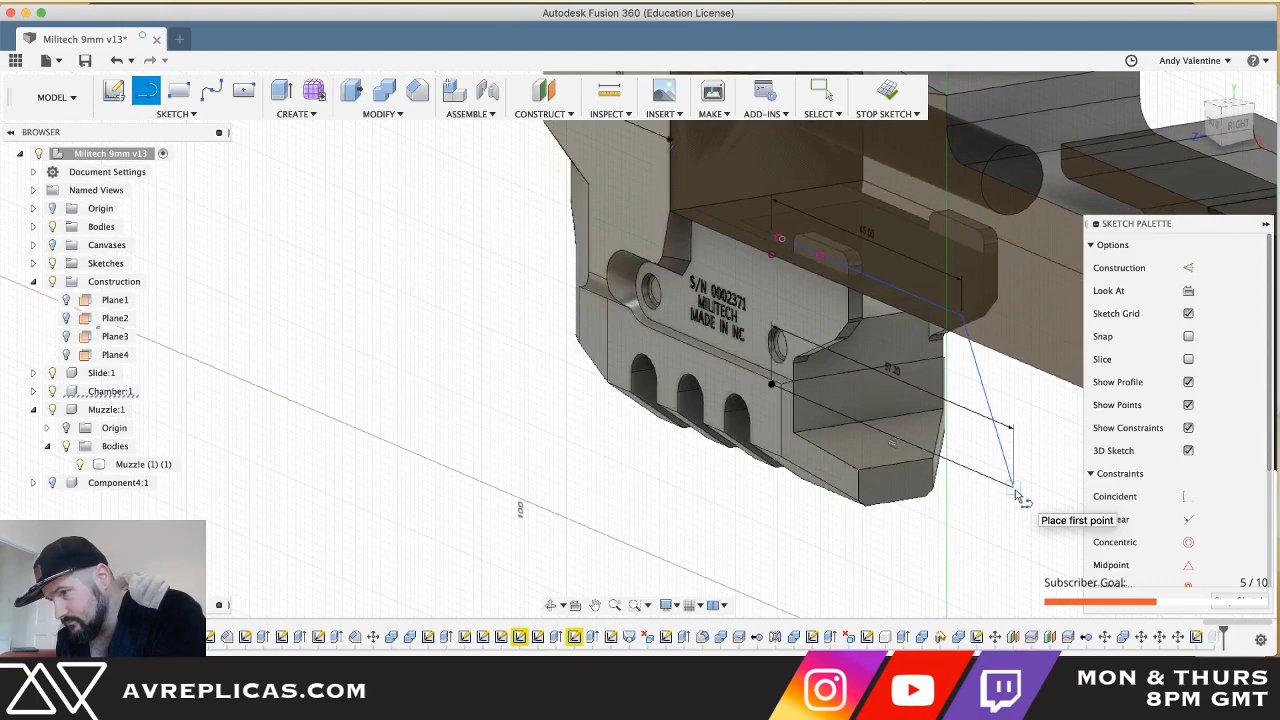 Autodesk Fusion 360 (Education License)
Militech 9mm v13*
Andy Valentine
MODEL
SKETCH
CREATE
MODIFY
ASSEMBLE
CONSTRUCT
INSPECT
INSERT
MAKE
ADD-INS
SELECT
STOP SKETCH
BROWSER
Militech 9mm v13
Document Settings
Named Views
Origin
Bodies
Canvases
Sketches
Construction
Plane1
Plane2
Plane3
Plane4
Slide:1
Chamber:1
Muzzle:1
Origin
Bodies
Muzzle (1) (1)
Component4:1
RIGHT
S/N 0002371
MILITECH
MADE IN NC
100
Place first point
SKETCH PALETTE
Options
Construction
Look At
Sketch Grid
Snap
Slice
Show Profile
Show Points
Show Constraints
3D Sketch
Constraints
Coincident
Concentric
Midpoint
Subscriber Goal: 5 / 10
AVREPLICAS.COM
MON & THURS
8PM GMT